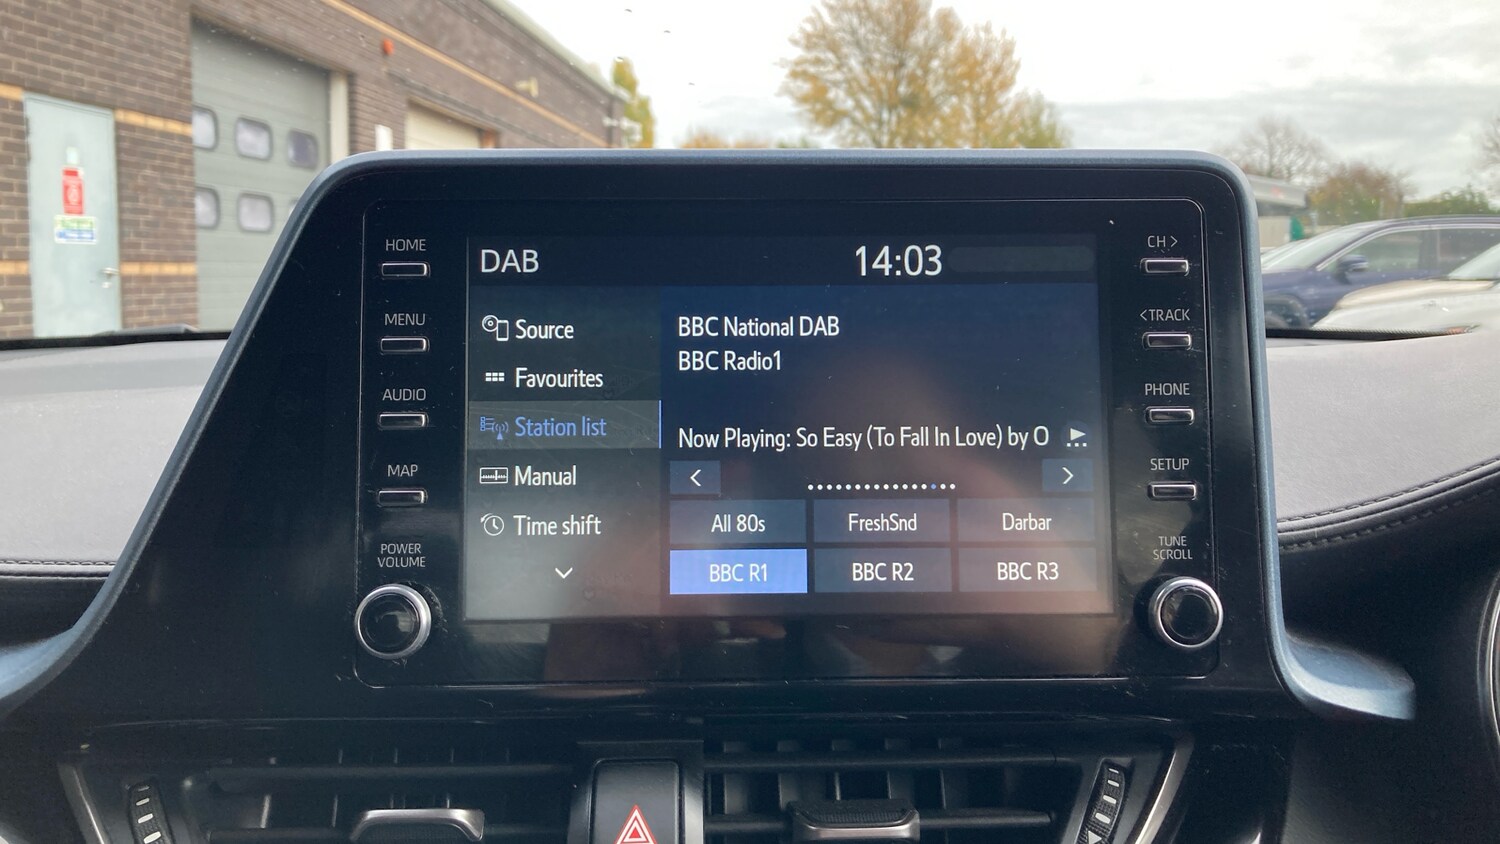 HOME
MENU
AUDIO
MAP
POWER
VOLUME
DAB
14:03
Source
Favourites
Station list
Manual
Time shift
BBC National DAB
BBC Radio1
Now Playing: So Easy (To Fall In Love) by O
All 80s
FreshSnd
Darbar
BBC R1
BBC R2
BBC R3
CH >
< TRACK
PHONE
SETUP
TUNE
SCROLL